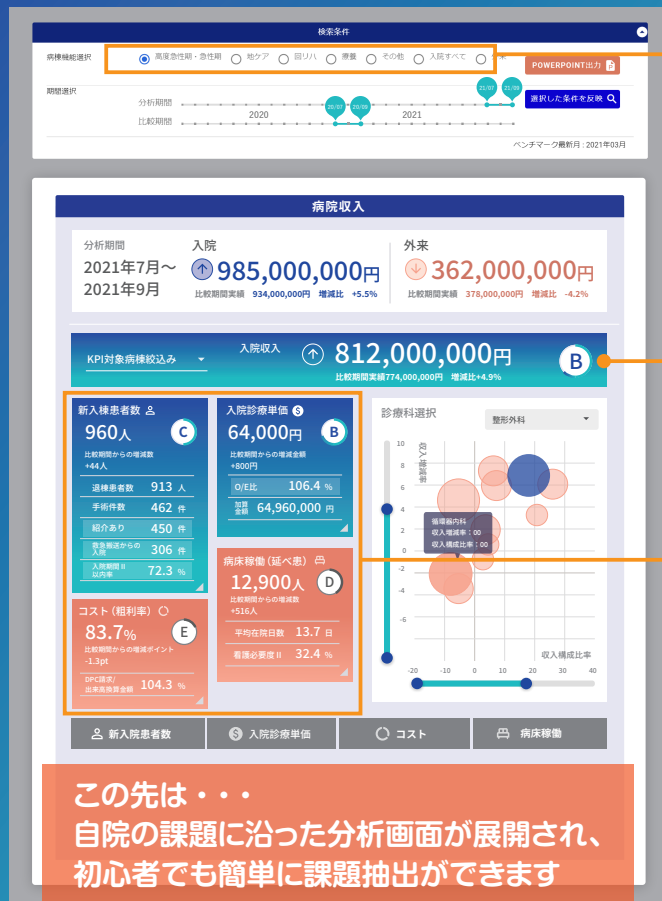 検索条件
病棟機能選択
高度急性期・急性期 地ケア 回リハ 療養 その他 入院すべて
POWERPOINT出力
期間選択
21/07 21/09
選択した条件を反映
分析期間
20/07 20/09
2020 2021
比較期間
ベンチマーク最新月 : 2021年03月
病院収入
分析期間
2021年7月～
2021年9月
入院
985,000,000円
比較期間実績 934,000,000円 増減比 +5.5%
外来
362,000,000円
比較期間実績 378,000,000円 増減比 -4.2%
KPI対象病棟絞込み
入院収入
812,000,000円
比較期間実績774,000,000円 増減比+4.9%
B
新入棟患者数
960人
C
比較期間からの増減数
+44人
退棟患者数 913 人
手術件数 462 件
紹介あり 450 件
救急搬送からの入院 306 件
入院期間Ⅱ以内率 72.3 %
コスト(粗利率)
83.7%
E
比較期間からの増減ポイント
-1.3pt
DPC請求/出来高換算金額 104.3 %
入院診療単価
64,000円
B
比較期間からの増減金額
+800円
O/E比 106.4 %
加算金額 64,960,000 円
病床稼働(延べ患)
12,900人
D
比較期間からの増減数
+516人
平均在院日数 13.7 日
看護必要度Ⅱ 32.4 %
診療科選択
整形外科
収入増減率
10
8
6
4
2
0
-2
-4
-6
循環器内科
収入増減率：00
収入構成比率：00
収入構成比率
-20 -10 0 10 20 30 40
新入院患者数
入院診療単価
コスト
病床稼働
この先は・・・
自院の課題に沿った分析画面が展開され、
初心者でも簡単に課題抽出ができます